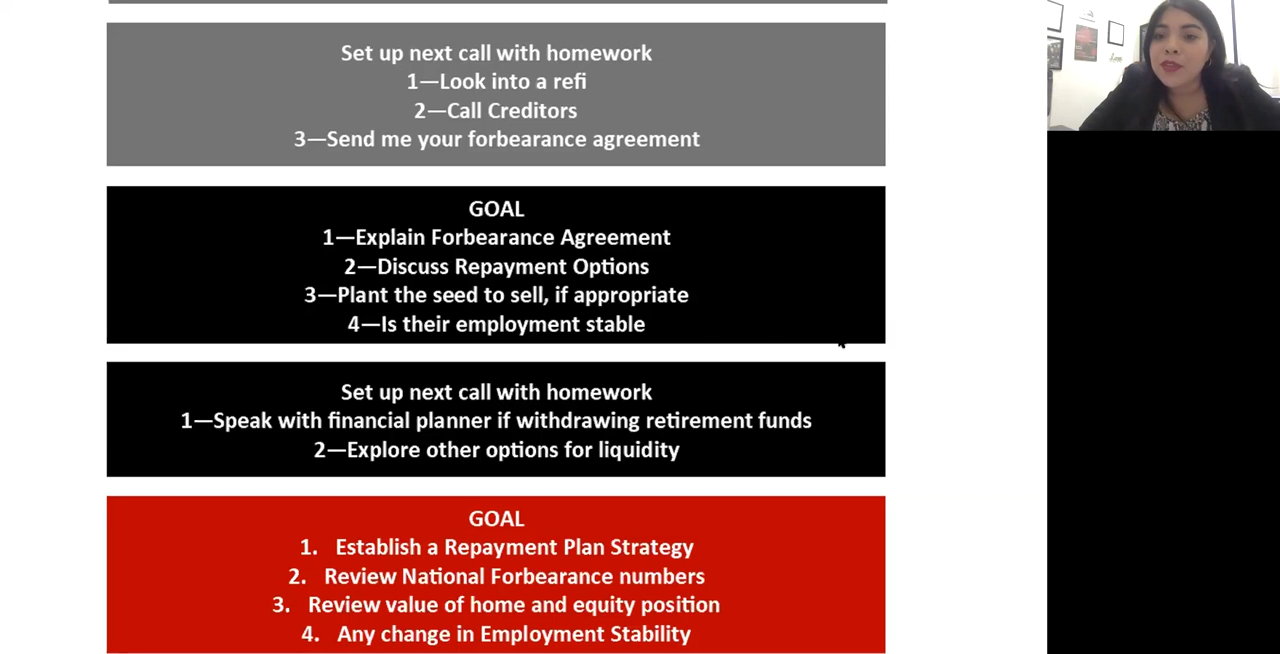 Set up next call with homework
1—Look into a refi
2—Call Creditors
3—Send me your forbearance agreement
GOAL
1—Explain Forbearance Agreement
2—Discuss Repayment Options
3—Plant the seed to sell, if appropriate
4—Is their employment stable
Set up next call with homework
1—Speak with financial planner if withdrawing retirement funds
2—Explore other options for liquidity
GOAL
1. Establish a Repayment Plan Strategy
2. Review National Forbearance numbers
3. Review value of home and equity position
4. Any change in Employment Stability